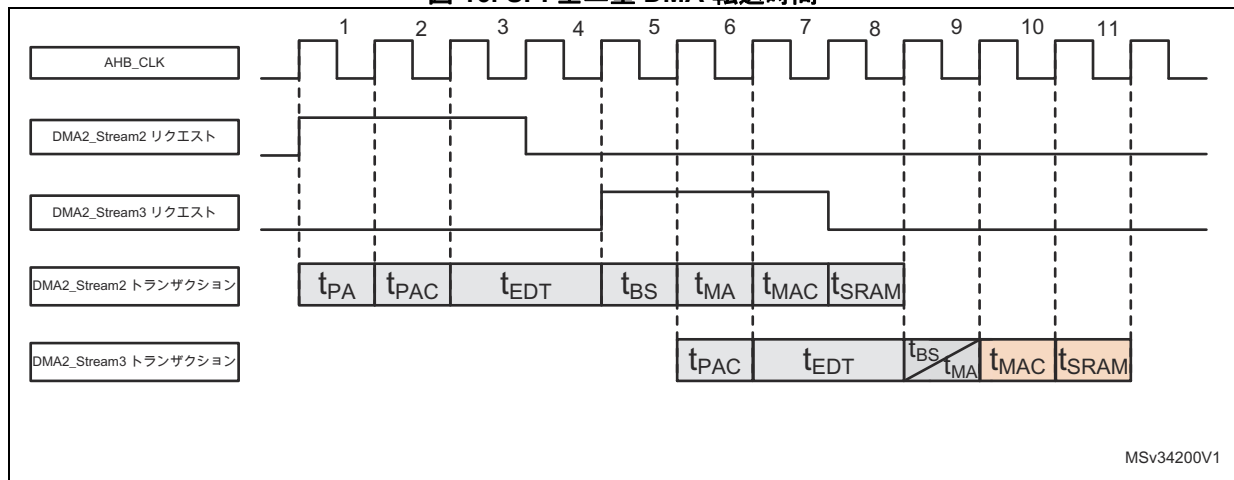 1 2 3 4 5 6 7 8 9 10 11
AHB_CLK
DMA2_Stream2 リクエスト
DMA2_Stream3 リクエスト
DMA2_Stream2 トランザクション
tPA tPAC tEDT tBS tMA tMAC tSRAM
DMA2_Stream3 トランザクション
tPAC tEDT tBS tMA tMAC tSRAM
MSv34200V1